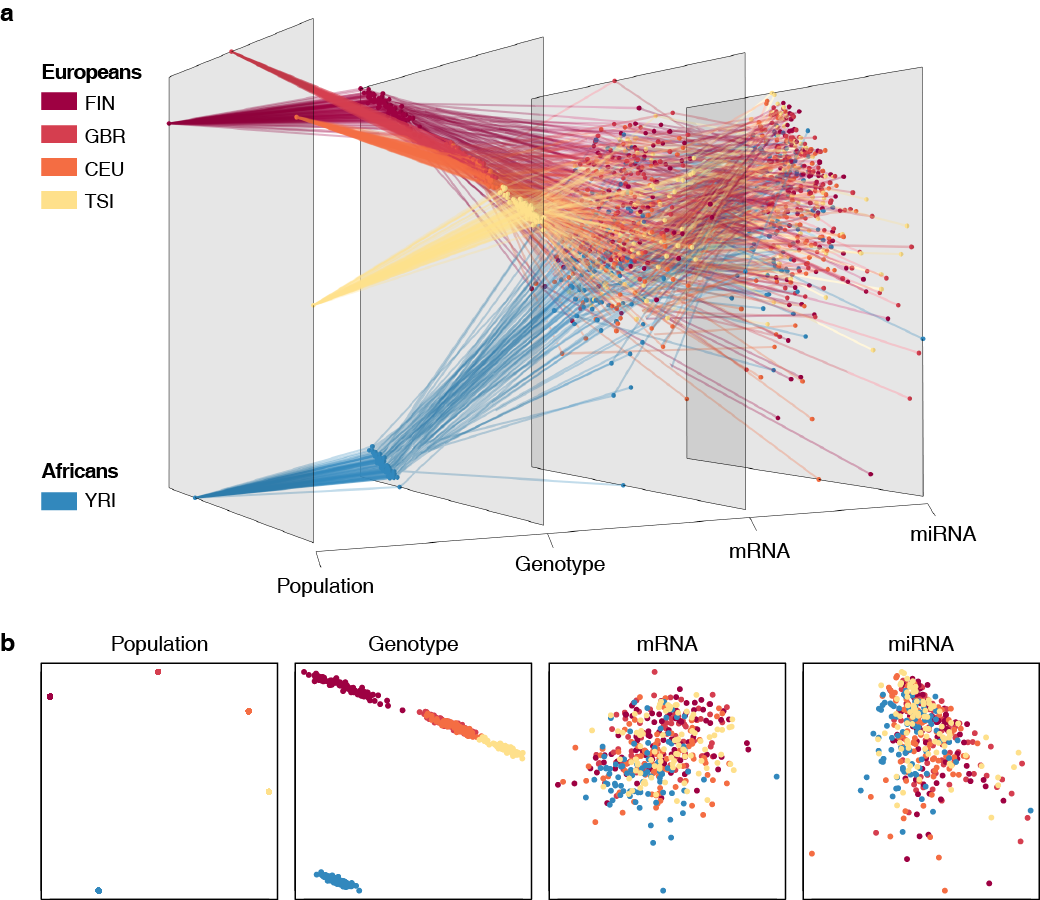 a
Europeans
FIN
GBR
CEU
TSI
Africans
YRI
Population
Genotype
mRNA
miRNA
b
Population
Genotype
mRNA
miRNA